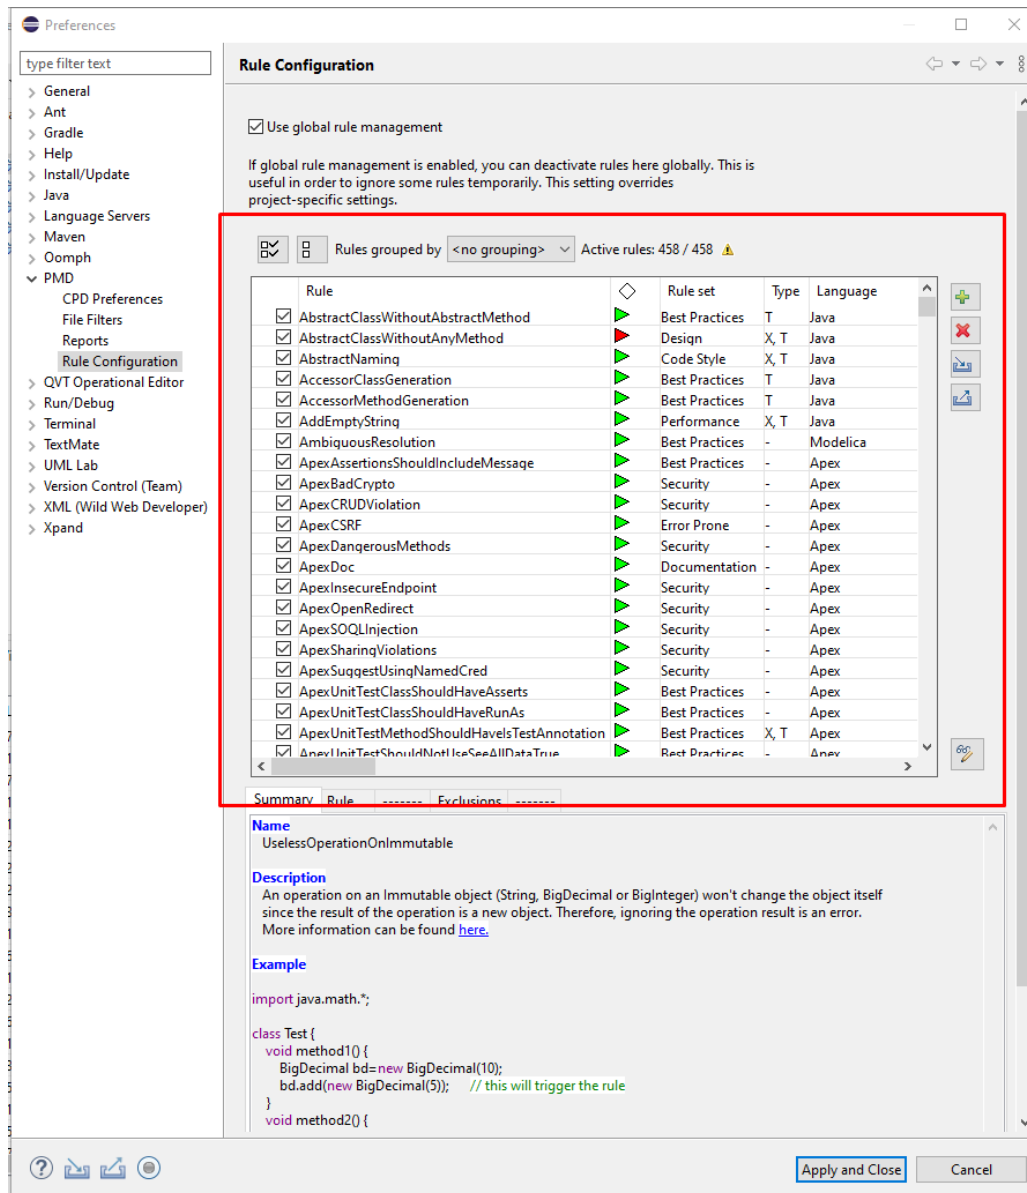 Preferences
type filter text
General
Ant
Gradle
Help
Install/Update
Java
Language Servers
Maven
Oomph
PMD
CPD Preferences
File Filters
Reports
Rule Configuration
QVT Operational Editor
Run/Debug
Terminal
TextMate
UML Lab
Version Control (Team)
XML (Wild Web Developer)
Xpand
Rule Configuration
Use global rule management
If global rule management is enabled, you can deactivate rules here globally. This is
useful in order to ignore some rules temporarily. This setting overrides
project-specific settings.
Rules grouped by <no grouping> Active rules: 458 / 458
Rule Rule set Type Language
AbstractClassWithoutAbstractMethod Best Practices T Java
AbstractClassWithoutAnyMethod Design X, T Java
AbstractNaming Code Style X, T Java
AccessorClassGeneration Best Practices T Java
AccessorMethodGeneration Best Practices T Java
AddEmptyString Performance X, T Java
AmbiguousResolution Best Practices - Modelica
ApexAssertionsShouldIncludeMessage Best Practices - Apex
ApexBadCrypto Security - Apex
ApexCRUDViolation Security - Apex
ApexCSRF Error Prone - Apex
ApexDangerousMethods Security - Apex
ApexDoc Documentation - Apex
ApexInsecureEndpoint Security - Apex
ApexOpenRedirect Security - Apex
ApexSOQLInjection Security - Apex
ApexSharingViolations Security - Apex
ApexSuggestUsingNamedCred Security - Apex
ApexUnitTestClassShouldHaveAsserts Best Practices - Apex
ApexUnitTestClassShouldHaveRunAs Best Practices - Apex
ApexUnitTestMethodShouldHaveIsTestAnnotation Best Practices X, T Apex
ApexUnitTestShouldNotUseSeeAllDataTrue Best Practices - Apex
Summary Rule ------- Exclusions -------
Name
UselessOperationOnImmutable
Description
An operation on an Immutable object (String, BigDecimal or BigInteger) won't change the object itself
since the result of the operation is a new object. Therefore, ignoring the operation result is an error.
More information can be found here.
Example
import java.math.*;
class Test {
void method1() {
BigDecimal bd=new BigDecimal(10);
bd.add(new BigDecimal(5)); // this will trigger the rule
}
void method2() {
Apply and Close Cancel